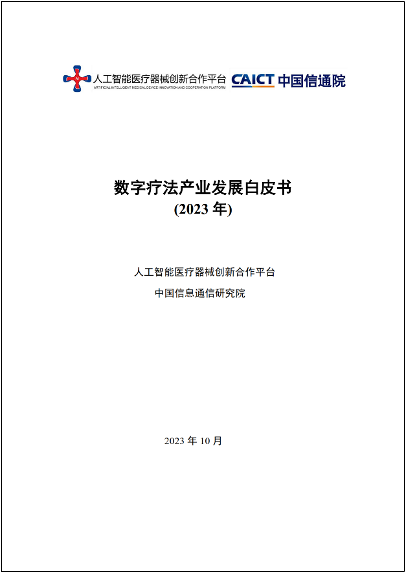 人工智能医疗器械创新合作平台 CAICT 中国信通院
ARTIFICIAL INTELLIGENT MEDICAL DEVICE INNOVATION AND COOPERATION PLATFORM
数字疗法产业发展白皮书
(2023 年)
人工智能医疗器械创新合作平台
中国信息通信研究院
2023 年 10 月